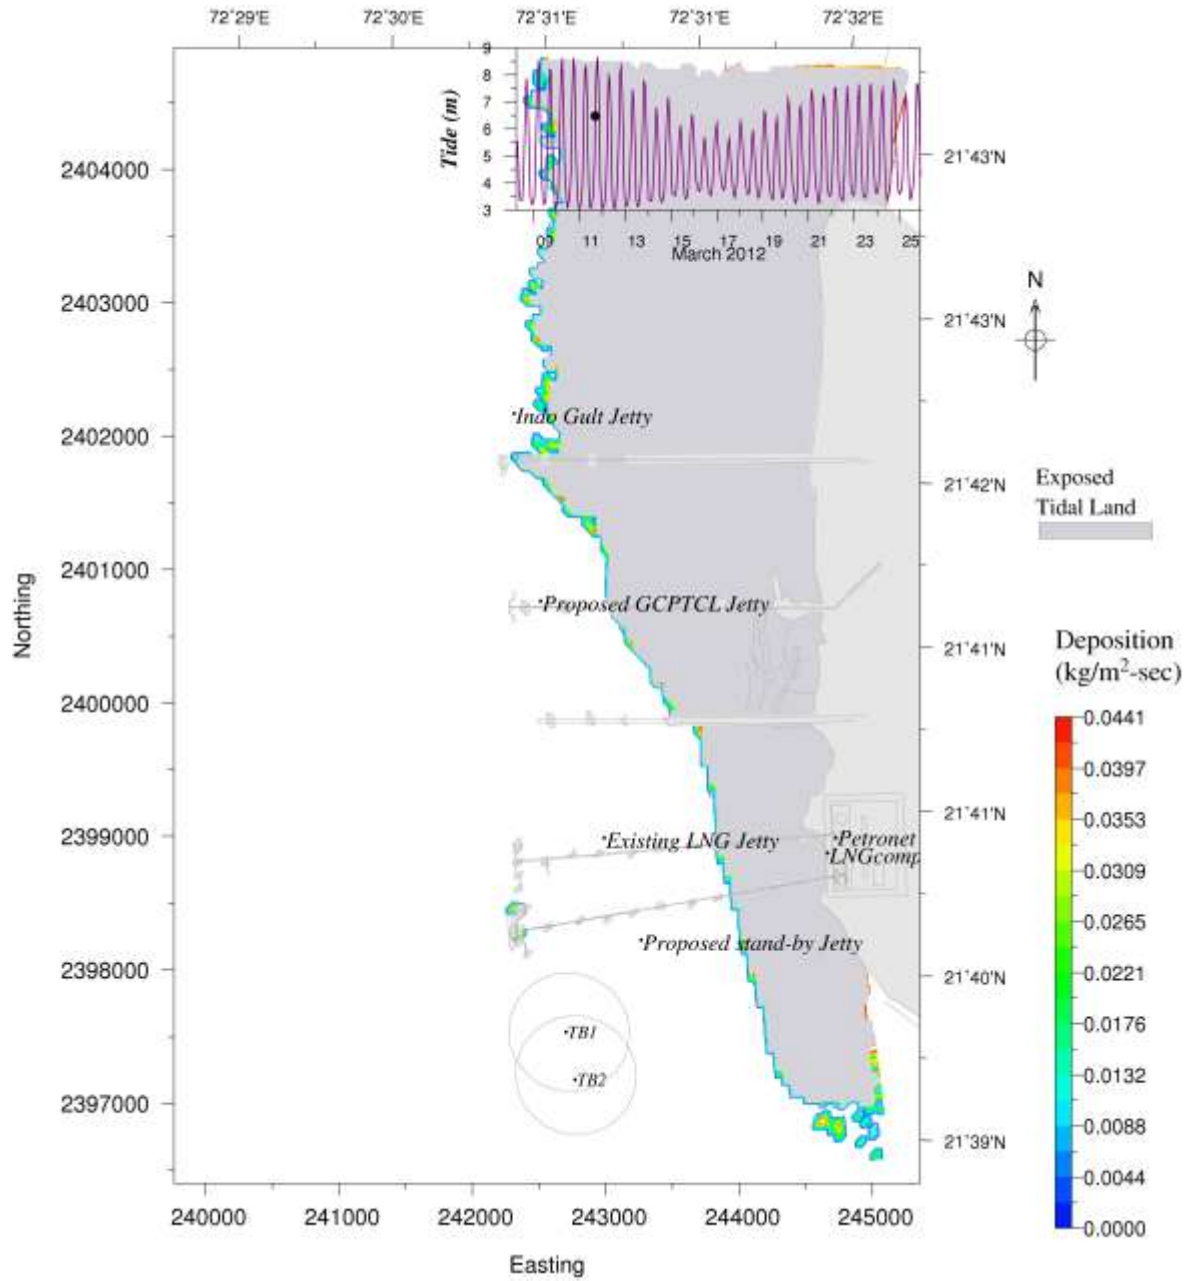 72°29'E 72°30'E 72°31'E 72°31'E 72°32'E
9
8
7
6
5
4
3
Tide (m)
09 11 13 15 17 19 21 23 25
March 2012
2404000
2403000
2402000
2401000
2400000
2399000
2398000
2397000
Northing
21°43'N
21°43'N
21°42'N
21°41'N
21°41'N
21°40'N
21°39'N
N
Indo Gult Jetty
Proposed GCPTCL Jetty
Existing LNG Jetty
Petronet
LNGcomp
Proposed stand-by Jetty
TB1
TB2
240000 241000 242000 243000 244000 245000
Easting
Exposed
Tidal Land
Deposition
(kg/m²-sec)
0.0441
0.0397
0.0353
0.0309
0.0265
0.0221
0.0176
0.0132
0.0088
0.0044
0.0000